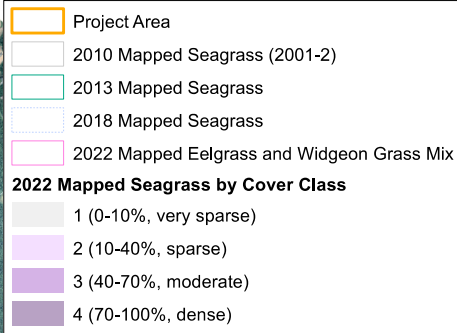 Project Area
2010 Mapped Seagrass (2001-2)
2013 Mapped Seagrass
2018 Mapped Seagrass
2022 Mapped Eelgrass and Widgeon Grass Mix
2022 Mapped Seagrass by Cover Class
1 (0-10%, very sparse)
2 (10-40%, sparse)
3 (40-70%, moderate)
4 (70-100%, dense)